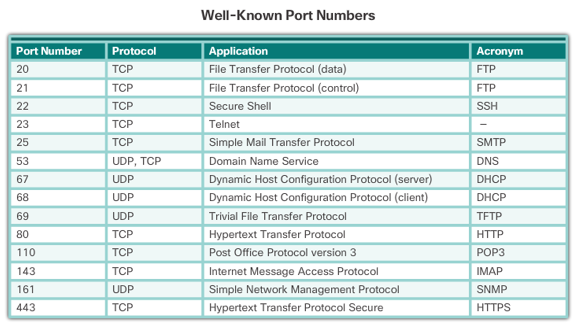 Well-Known Port Numbers
Port Number Protocol Application Acronym
20 TCP File Transfer Protocol (data) FTP
21 TCP File Transfer Protocol (control) FTP
22 TCP Secure Shell SSH
23 TCP Telnet –
25 TCP Simple Mail Transfer Protocol SMTP
53 UDP, TCP Domain Name Service DNS
67 UDP Dynamic Host Configuration Protocol (server) DHCP
68 UDP Dynamic Host Configuration Protocol (client) DHCP
69 UDP Trivial File Transfer Protocol TFTP
80 TCP Hypertext Transfer Protocol HTTP
110 TCP Post Office Protocol version 3 POP3
143 TCP Internet Message Access Protocol IMAP
161 UDP Simple Network Management Protocol SNMP
443 TCP Hypertext Transfer Protocol Secure HTTPS